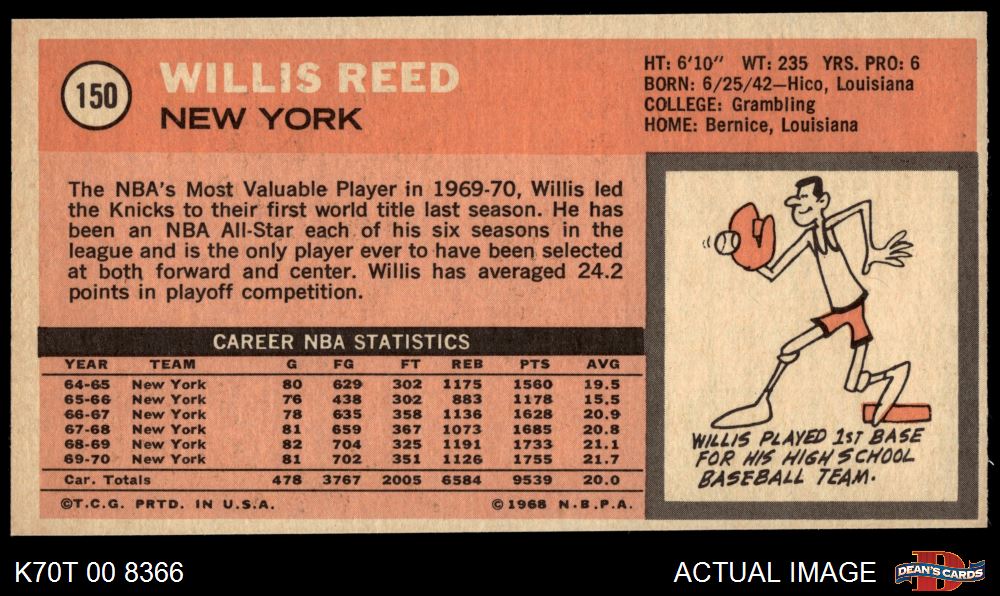 150
WILLIS REED
NEW YORK
HT: 6'10" WT: 235 YRS. PRO: 6
BORN: 6/25/42—Hico, Louisiana
COLLEGE: Grambling
HOME: Bernice, Louisiana
The NBA's Most Valuable Player in 1969-70, Willis led
the Knicks to their first world title last season. He has
been an NBA All-Star each of his six seasons in the
league and is the only player ever to have been selected
at both forward and center. Willis has averaged 24.2
points in playoff competition.
CAREER NBA STATISTICS
YEAR TEAM G FG FT REB PTS AVG
64-65 New York 80 629 302 1175 1560 19.5
65-66 New York 76 438 302 883 1178 15.5
66-67 New York 78 635 358 1136 1628 20.9
67-68 New York 81 659 367 1073 1685 20.8
68-69 New York 82 704 325 1191 1733 21.1
69-70 New York 81 702 351 1126 1755 21.7
Car. Totals 478 3767 2005 6584 9539 20.0
©T.C.G. PRTD. IN U.S.A. ©1968 N.B.P.A.
WILLIS PLAYED 1ST BASE
FOR HIS HIGH SCHOOL
BASEBALL TEAM.
K70T 00 8366
ACTUAL IMAGE
DEAN'S CARDS